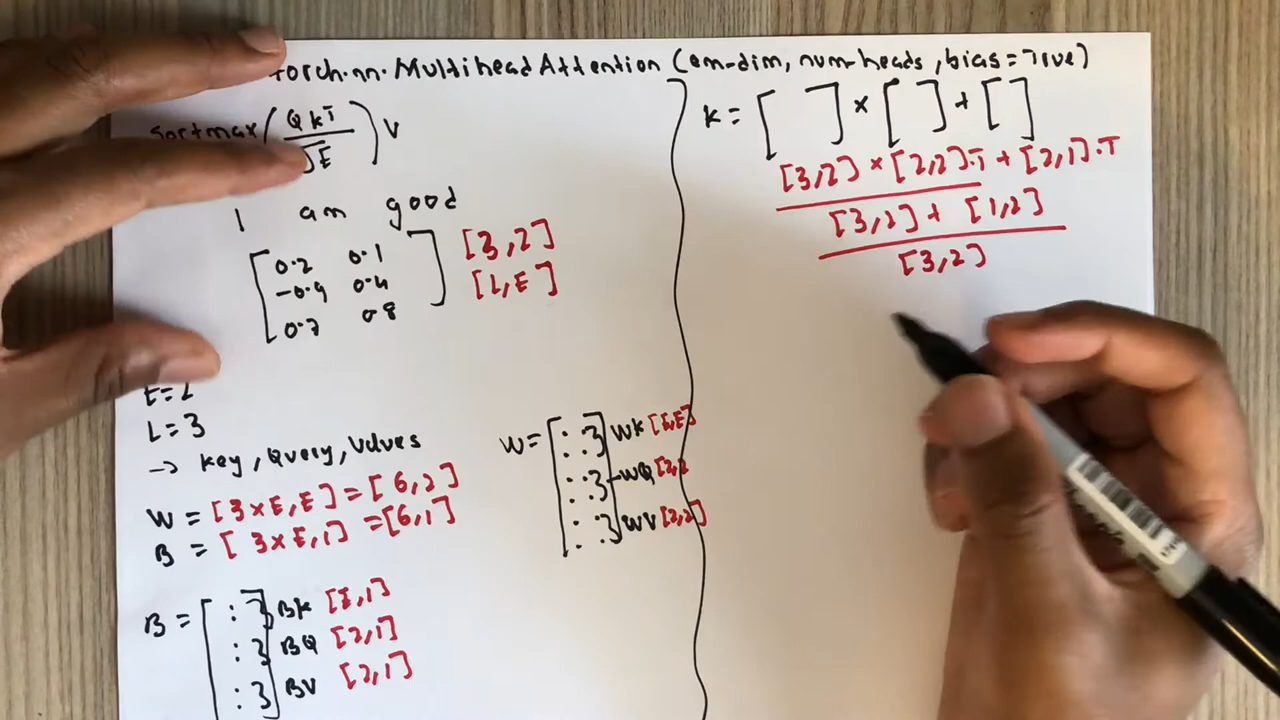 torch.nn.MultiheadAttention (em-dim, num-heads, bias=True)
softmax(QKT/√E)V
I am good
[0.2 0.1
-0.9 0.4
0.7 0.8]
[3,2]
[L,E]
E=2
L=3
→ key, Query, Values
W = [3×E,E] = [6,2]
B = [3×E,1] = [6,1]
B = [: ] BK [E,1]
: BQ [2,1]
: BV [2,1]
W = [: : ] WK [E,E]
: : WQ [2,2
: : WV [2,2]
K = [ ] × [ ] + [ ]
[3,2] × [2,2].T + [2,1].T
[3,2] + [1,2]
[3,2]